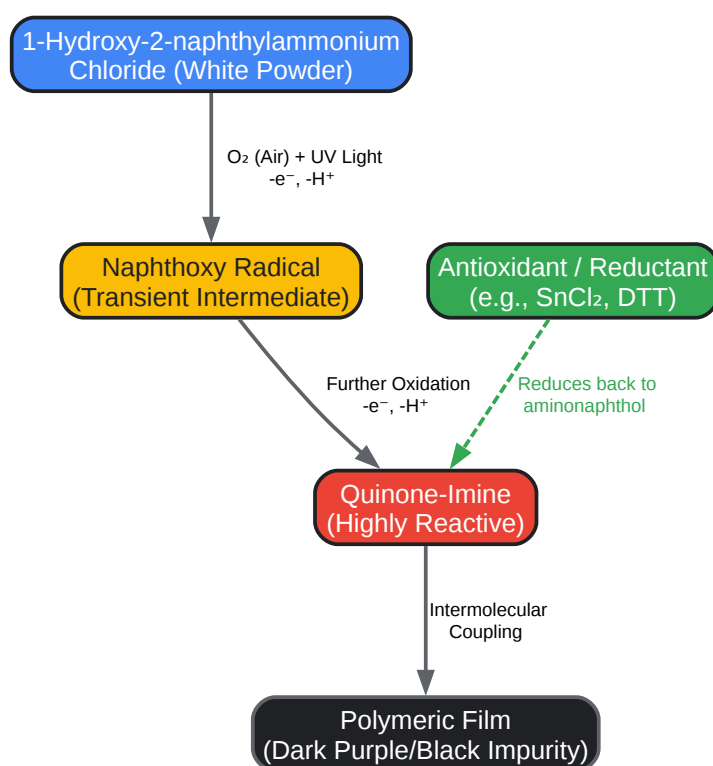 1-Hydroxy-2-naphthylammonium
Chloride (White Powder)
O₂ (Air) + UV Light
-e⁻, -H⁺
Naphthoxy Radical
(Transient Intermediate)
Antioxidant / Reductant
(e.g., SnCl₂, DTT)
Further Oxidation
-e⁻, -H⁺
Reduces back to
aminonaphthol
Quinone-Imine
(Highly Reactive)
Intermolecular
Coupling
Polymeric Film
(Dark Purple/Black Impurity)